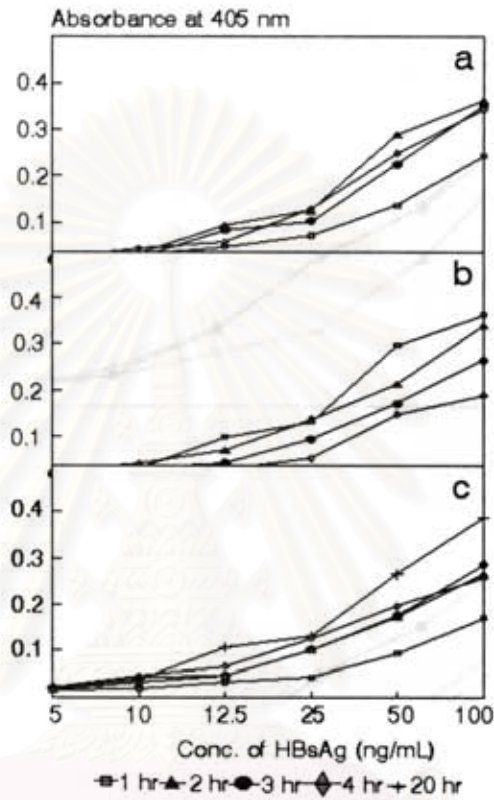 Absorbance at 405 nm
a
0.4
0.3
0.2
0.1
b
0.4
0.3
0.2
0.1
c
0.4
0.3
0.2
0.1
5 10 12.5 25 50 100
Conc. of HBsAg (ng/mL)
1 hr 2 hr 3 hr 4 hr 20 hr